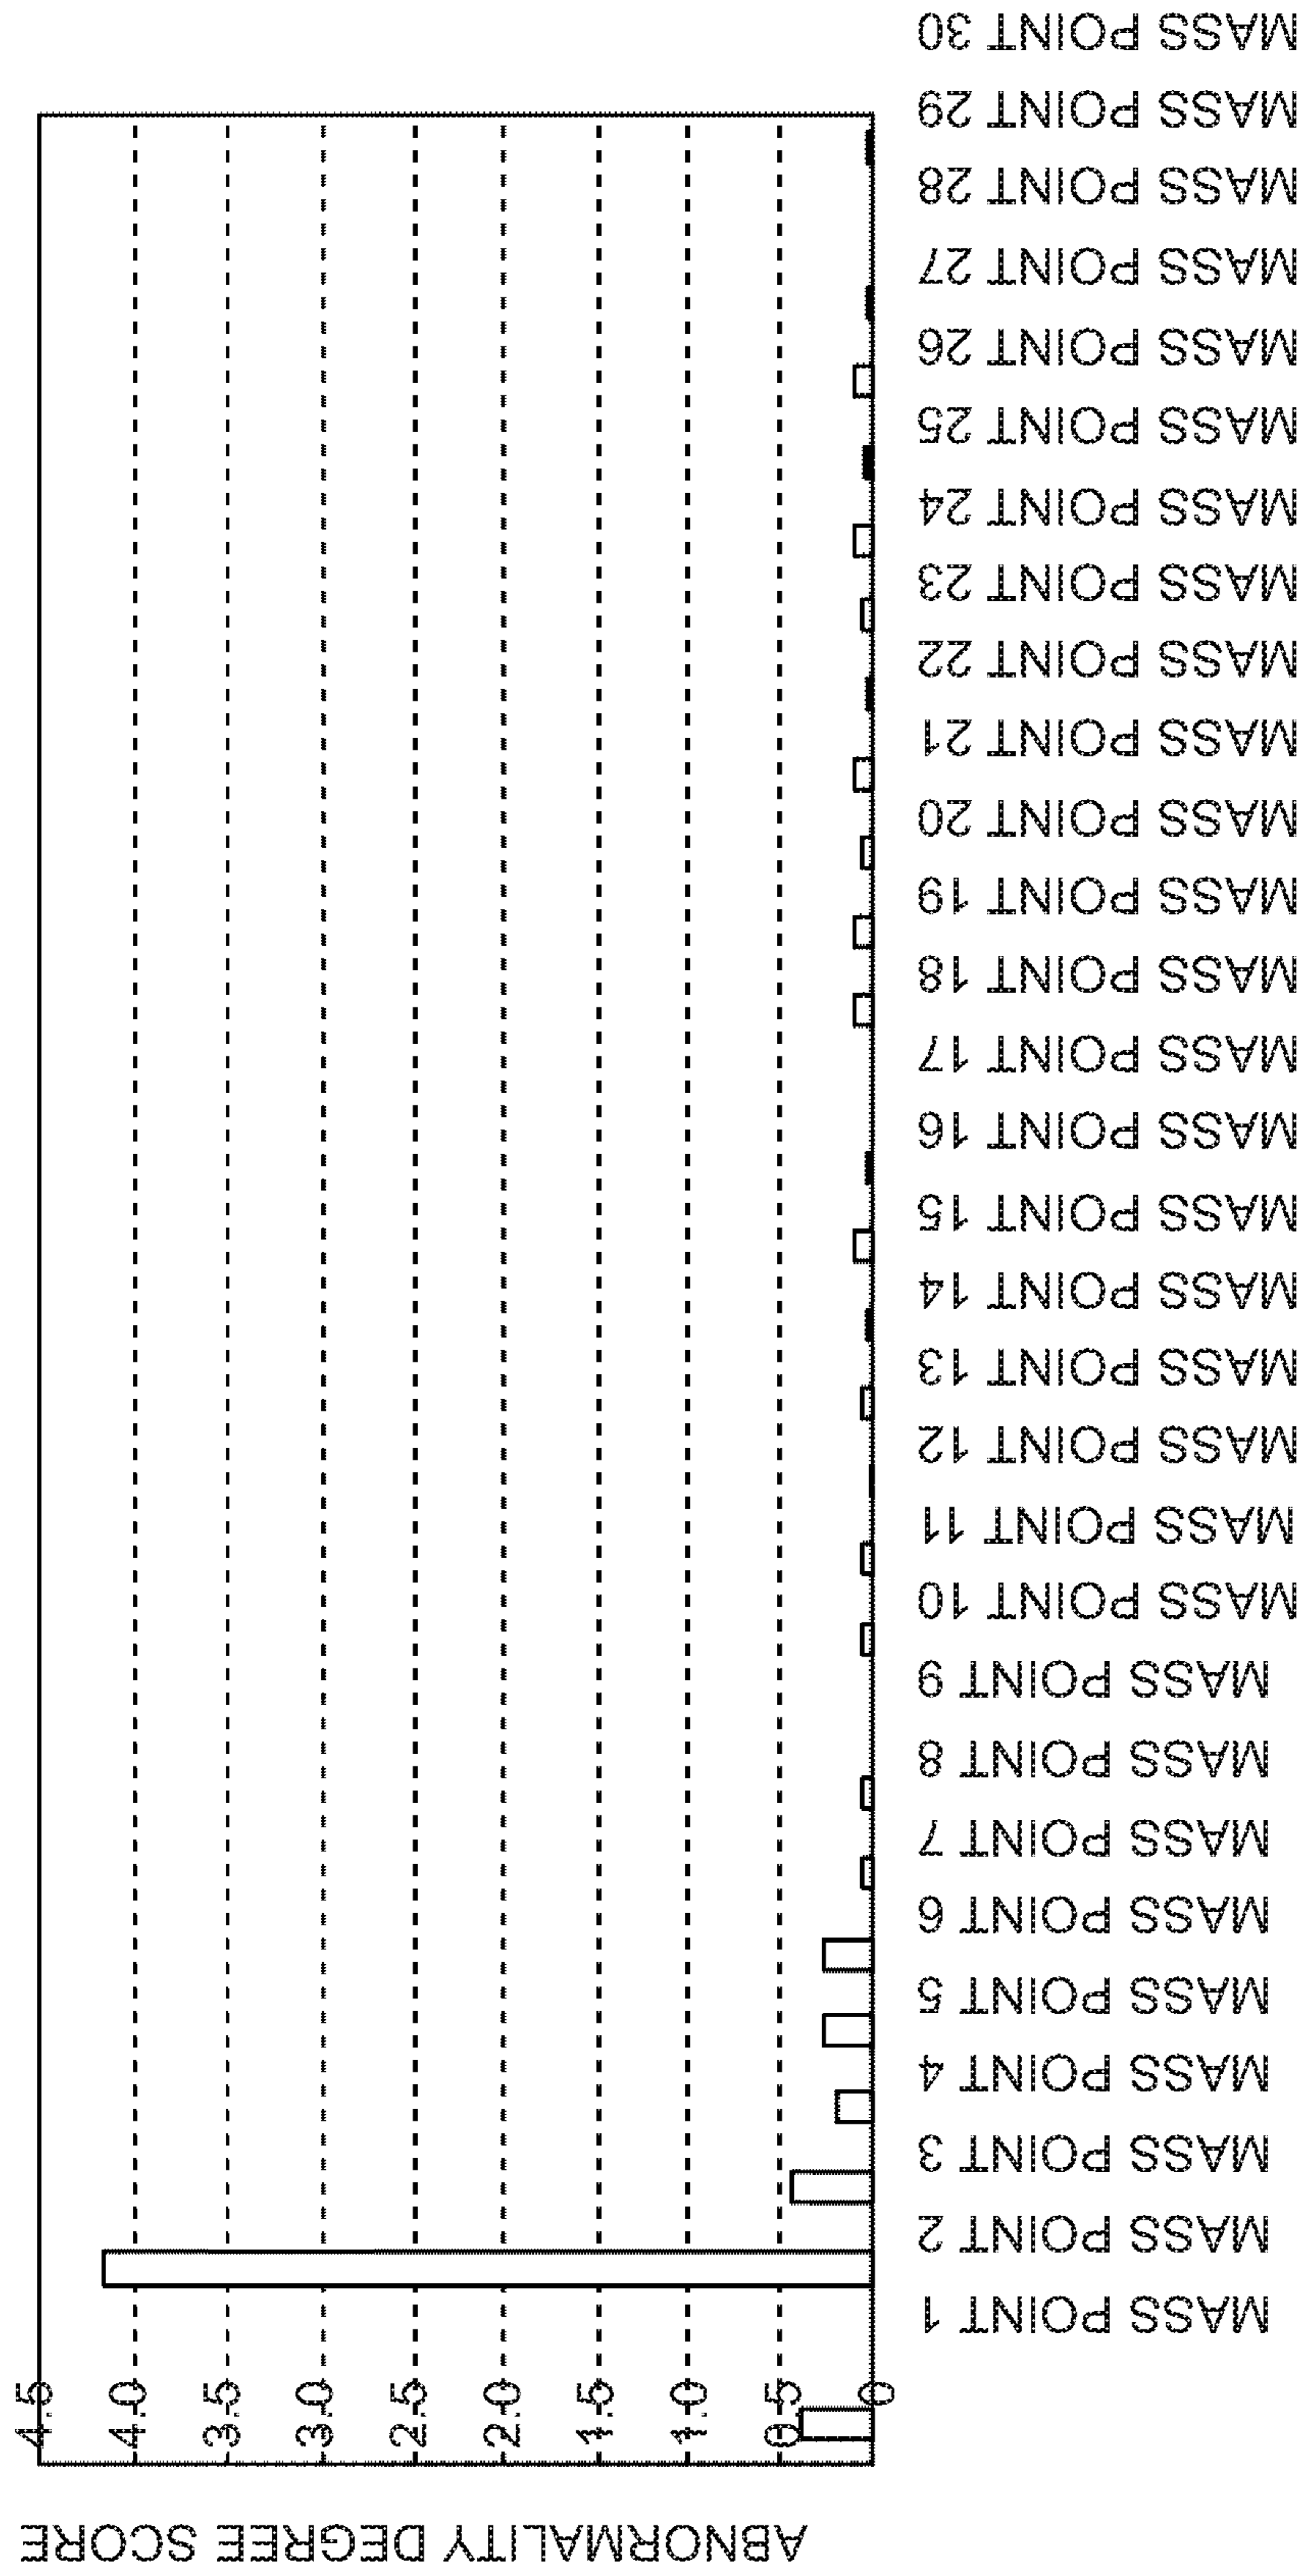 ABNORMALITY DEGREE SCORE
4.5
4.0
3.5
3.0
2.5
2.0
1.5
1.0
0.5
0
MASS POINT 1
MASS POINT 2
MASS POINT 3
MASS POINT 4
MASS POINT 5
MASS POINT 6
MASS POINT 7
MASS POINT 8
MASS POINT 9
MASS POINT 10
MASS POINT 11
MASS POINT 12
MASS POINT 13
MASS POINT 14
MASS POINT 15
MASS POINT 16
MASS POINT 17
MASS POINT 18
MASS POINT 19
MASS POINT 20
MASS POINT 21
MASS POINT 22
MASS POINT 23
MASS POINT 24
MASS POINT 25
MASS POINT 26
MASS POINT 27
MASS POINT 28
MASS POINT 29
MASS POINT 30